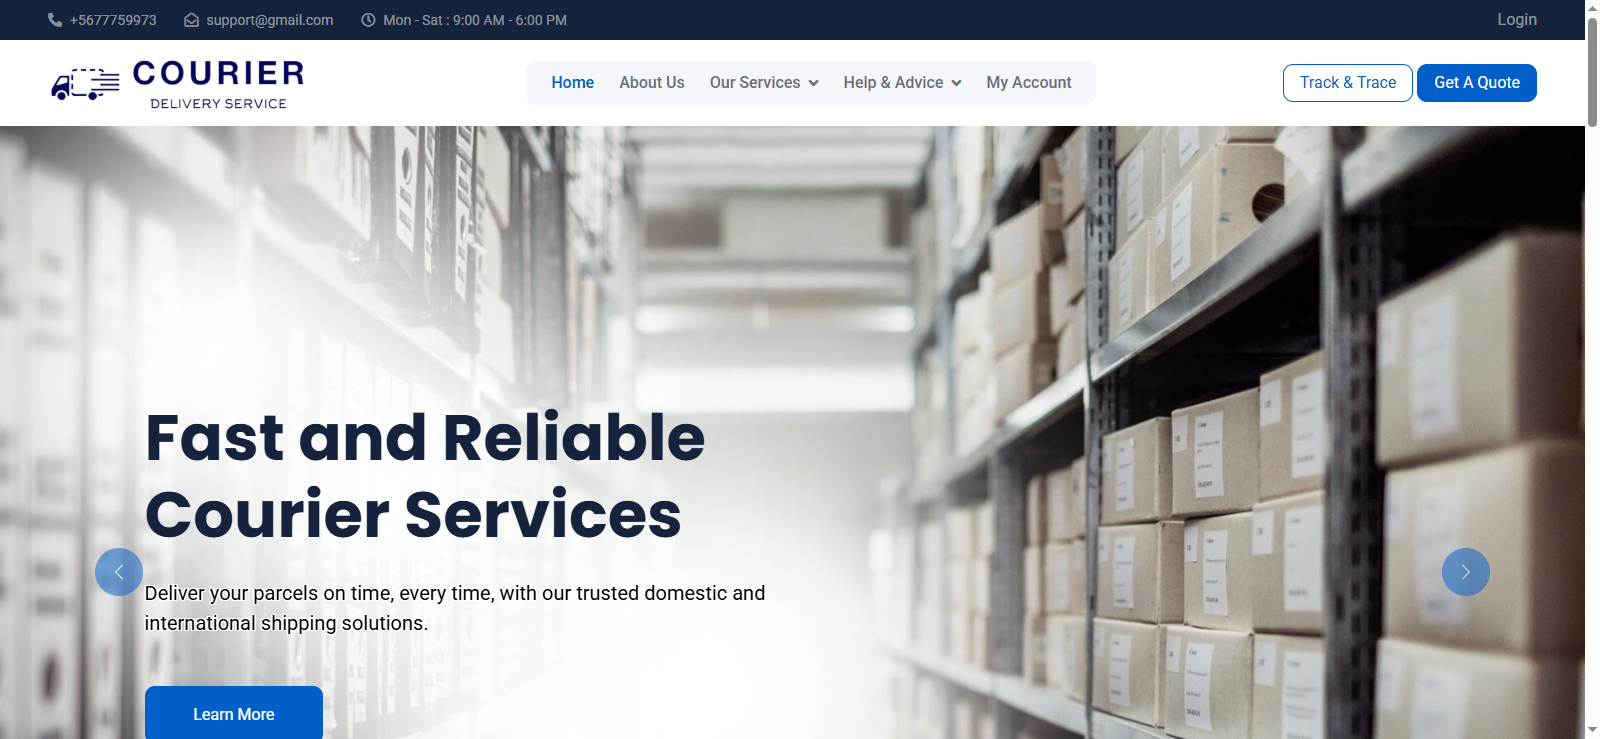 +5677759973
support@gmail.com
Mon - Sat : 9:00 AM - 6:00 PM
Login
COURIER
DELIVERY SERVICE
Home
About Us
Our Services
Help & Advice
My Account
Track & Trace
Get A Quote
Fast and Reliable
Courier Services
Deliver your parcels on time, every time, with our trusted domestic and
international shipping solutions.
Learn More